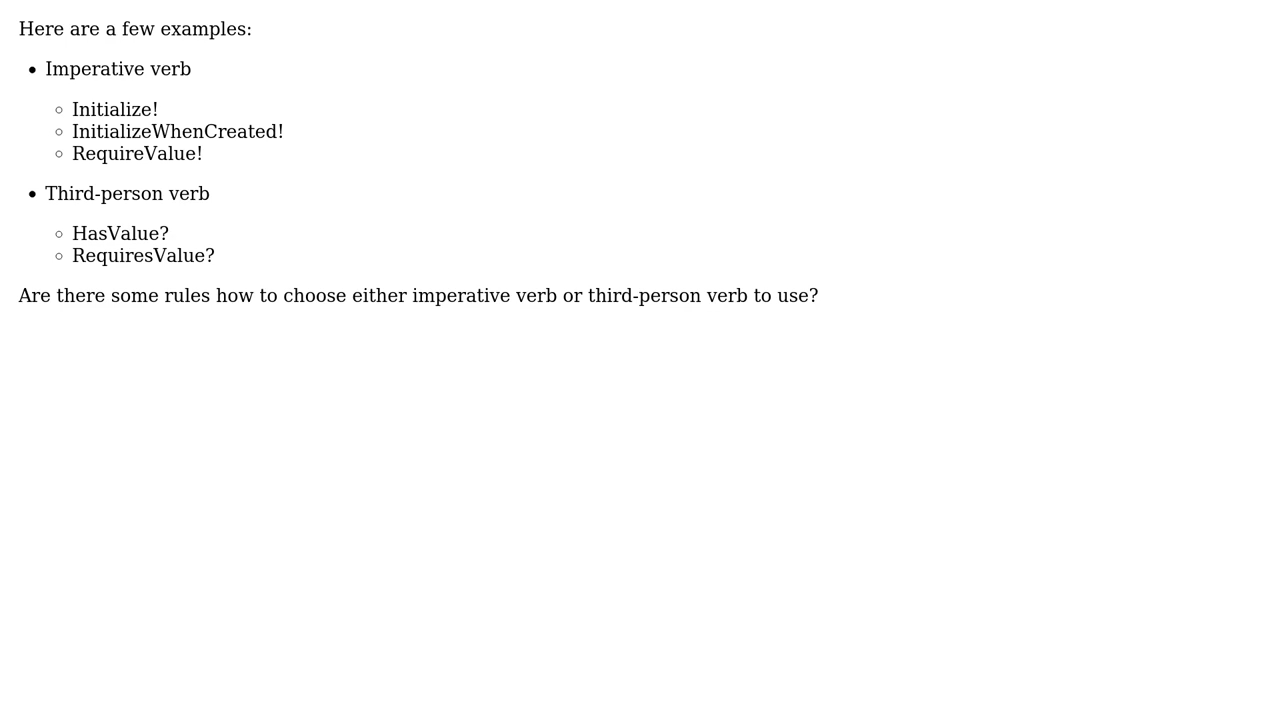 Here are a few examples:
Imperative verb
Initialize!
InitializeWhenCreated!
RequireValue!
Third-person verb
HasValue?
RequiresValue?
Are there some rules how to choose either imperative verb or third-person verb to use?